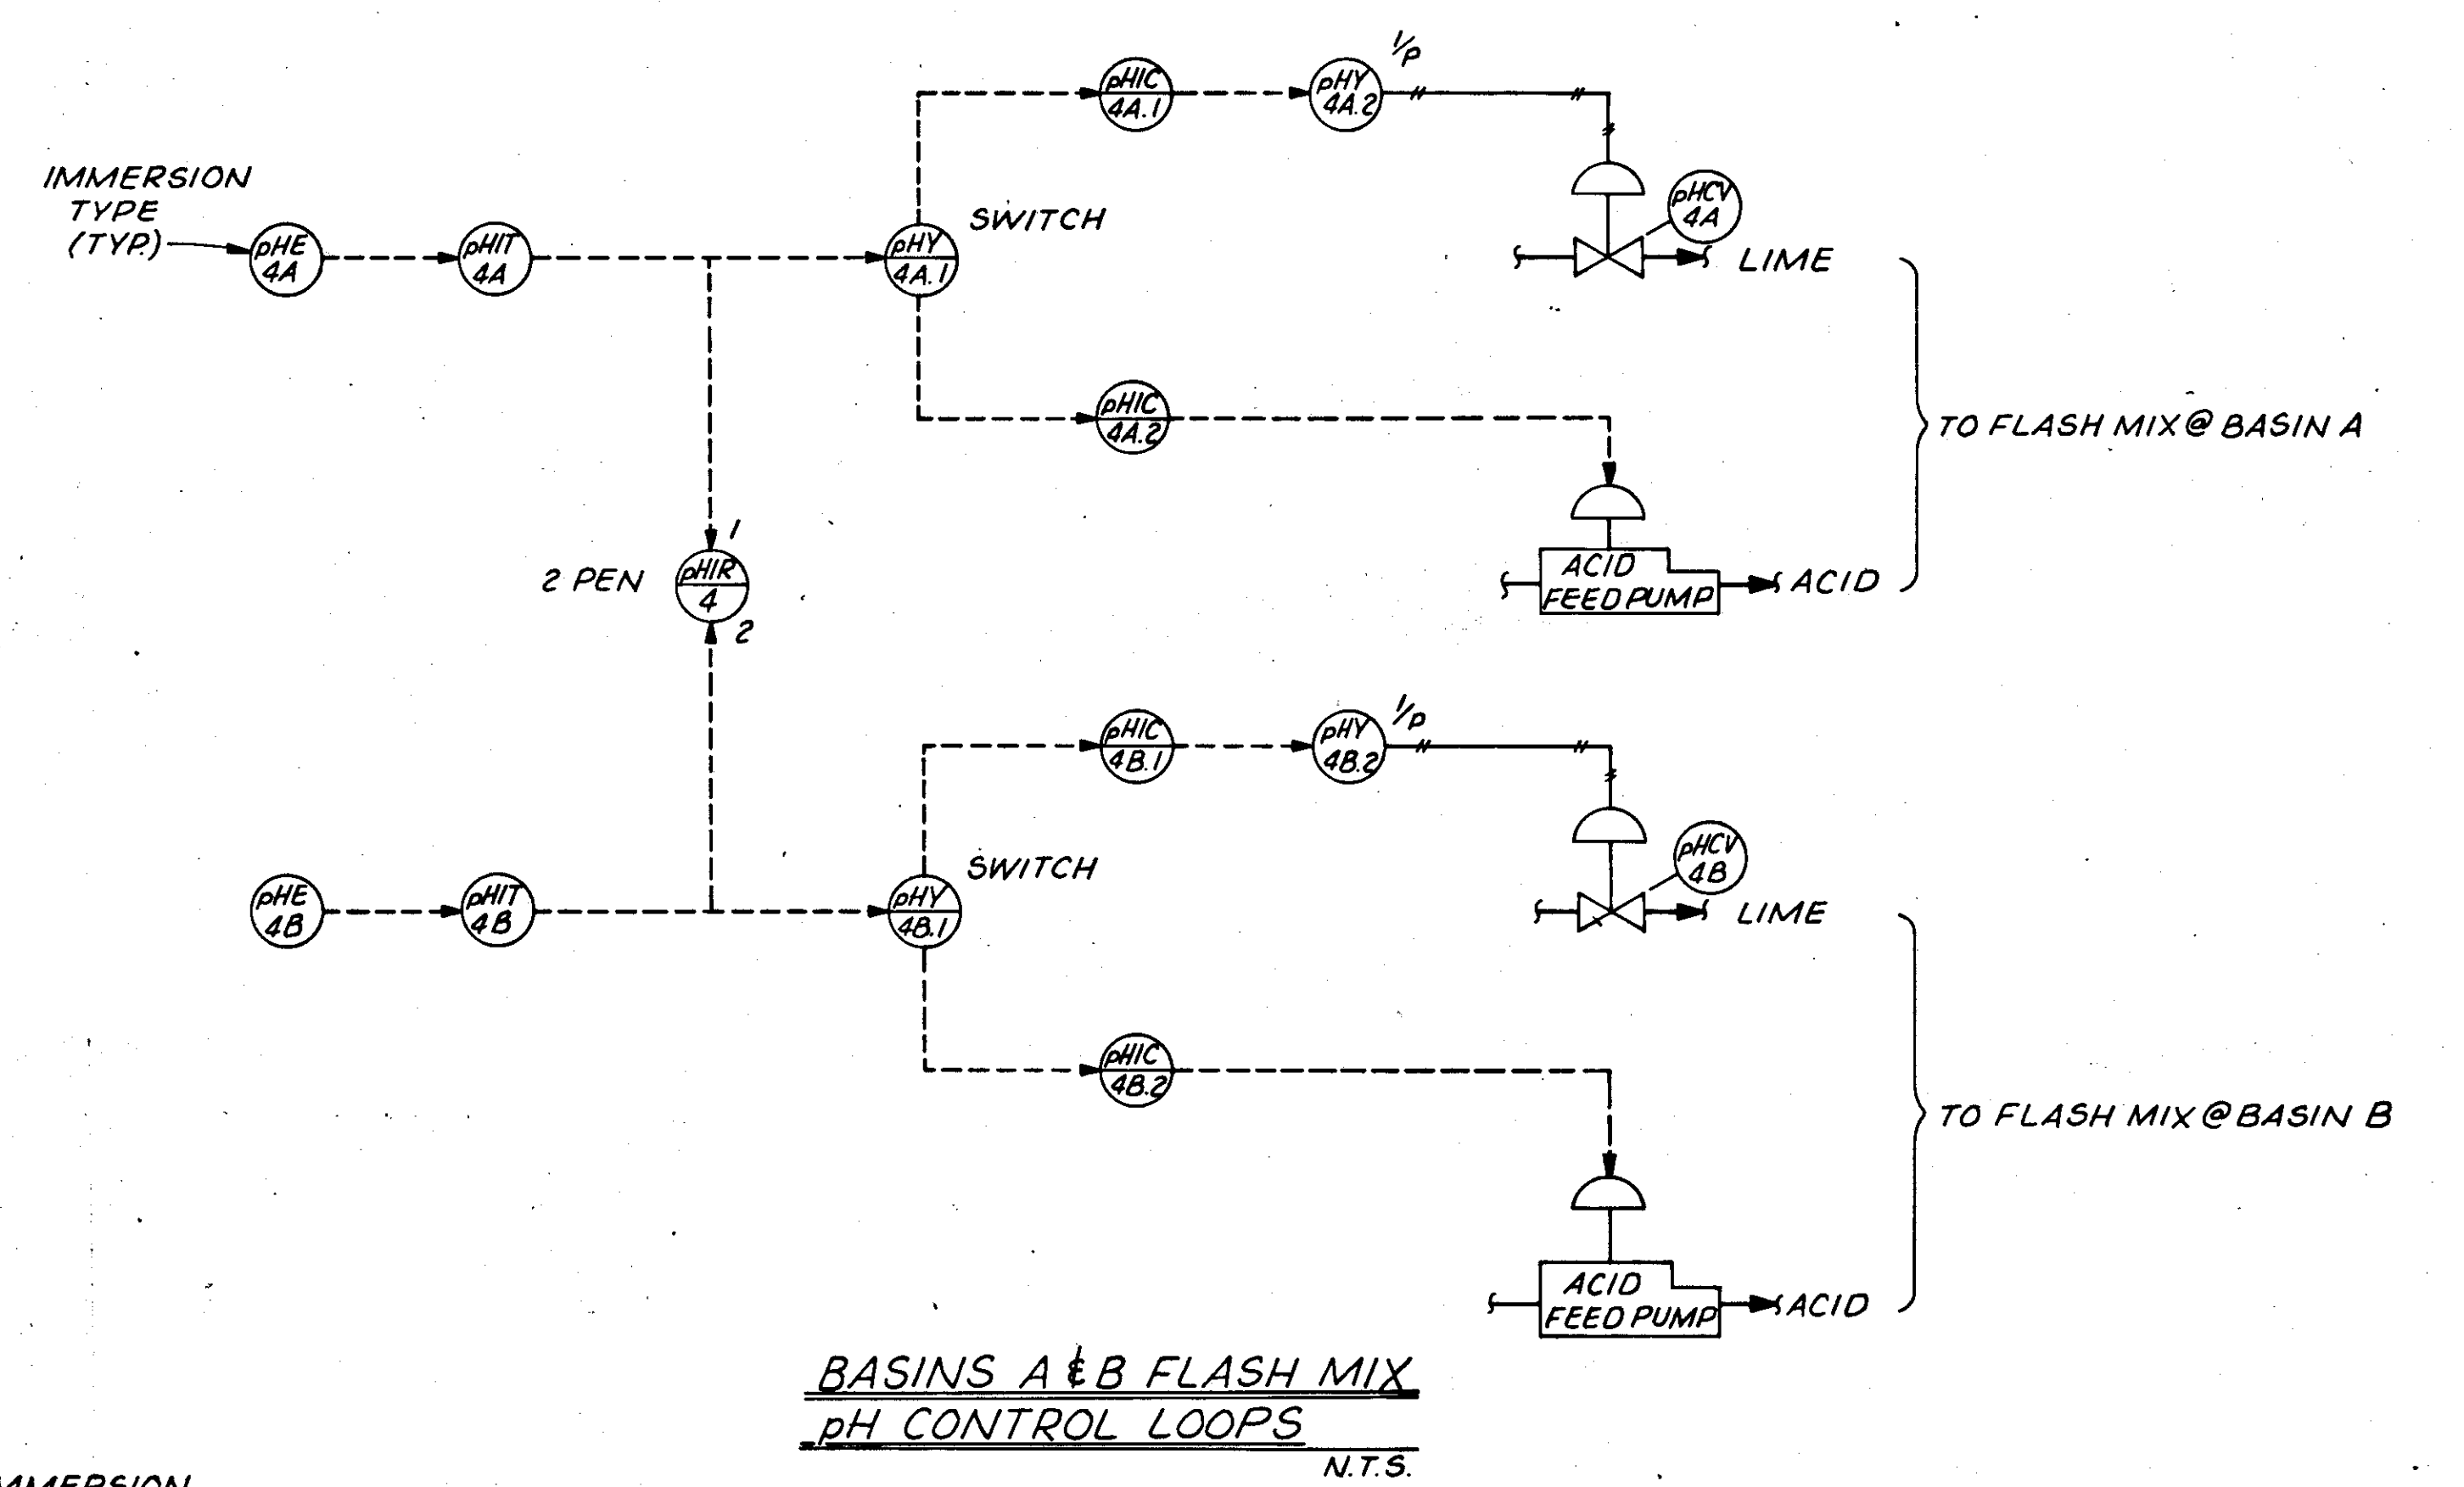 1/P
pHIC
4A.1
pHY
4A.2
IMMERSION
TYPE
(TYP.)
pHE
4A
pHIT
4A
pHY
4A.1
SWITCH
pHCV
4A
LIME
pHIC
4A.2
TO FLASH MIX @ BASIN A
1
2 PEN
pHIR
4
2
ACID
FEED PUMP
ACID
1/P
pHIC
4B.1
pHY
4B.2
pHE
4B
pHIT
4B
pHY
4B.1
SWITCH
pHCV
4B
LIME
pHIC
4B.2
TO FLASH MIX @ BASIN B
ACID
FEED PUMP
ACID
BASINS A & B FLASH MIX
pH CONTROL LOOPS
N.T.S.